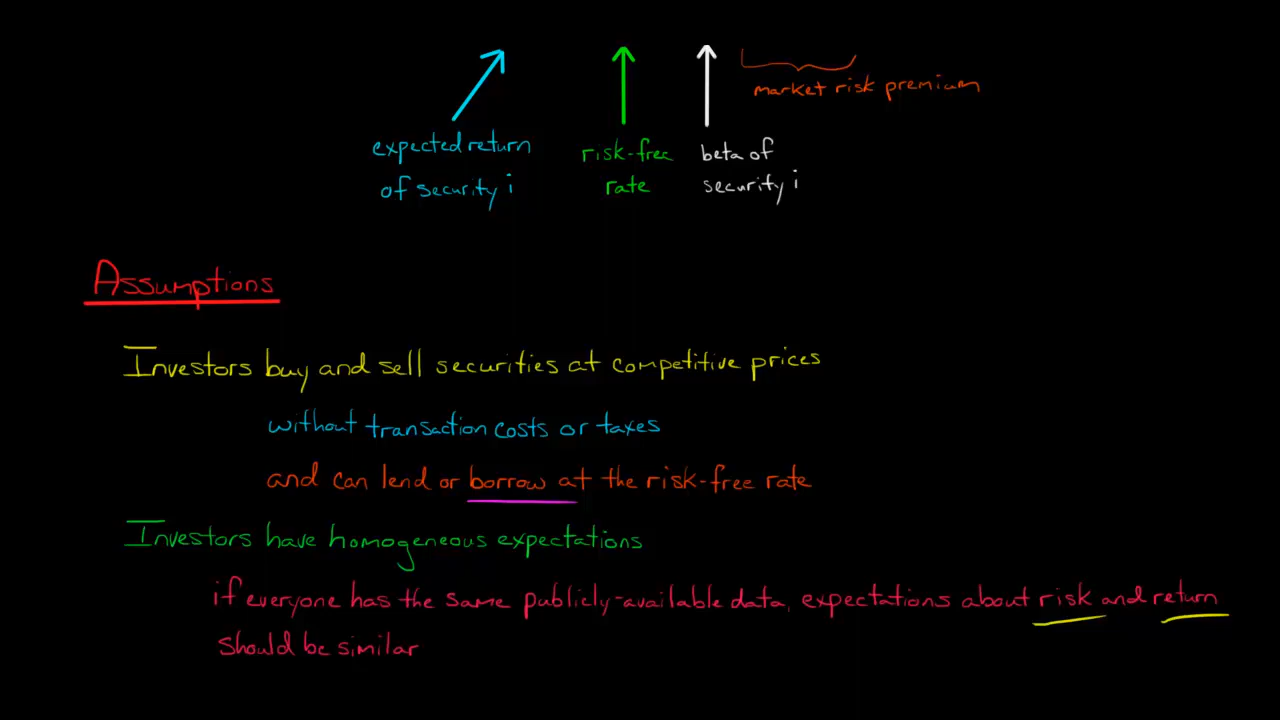 market risk premium
expected return
of security i
risk-free
rate
beta of
security i
Assumptions
Investors buy and sell securities at competitive prices
without transaction costs or taxes
and can lend or borrow at the risk-free rate
Investors have homogeneous expectations
if everyone has the same publicly-available data, expectations about risk and return
should be similar